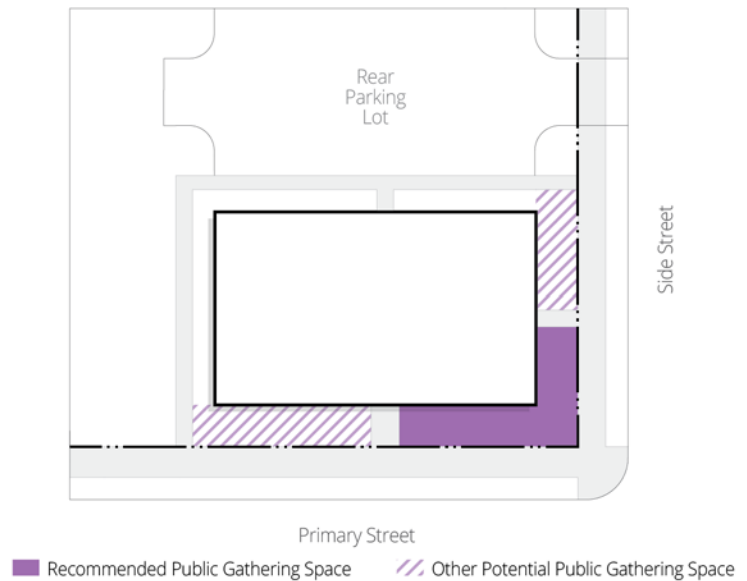 Rear
Parking
Lot
Side Street
Primary Street
Recommended Public Gathering Space
Other Potential Public Gathering Space